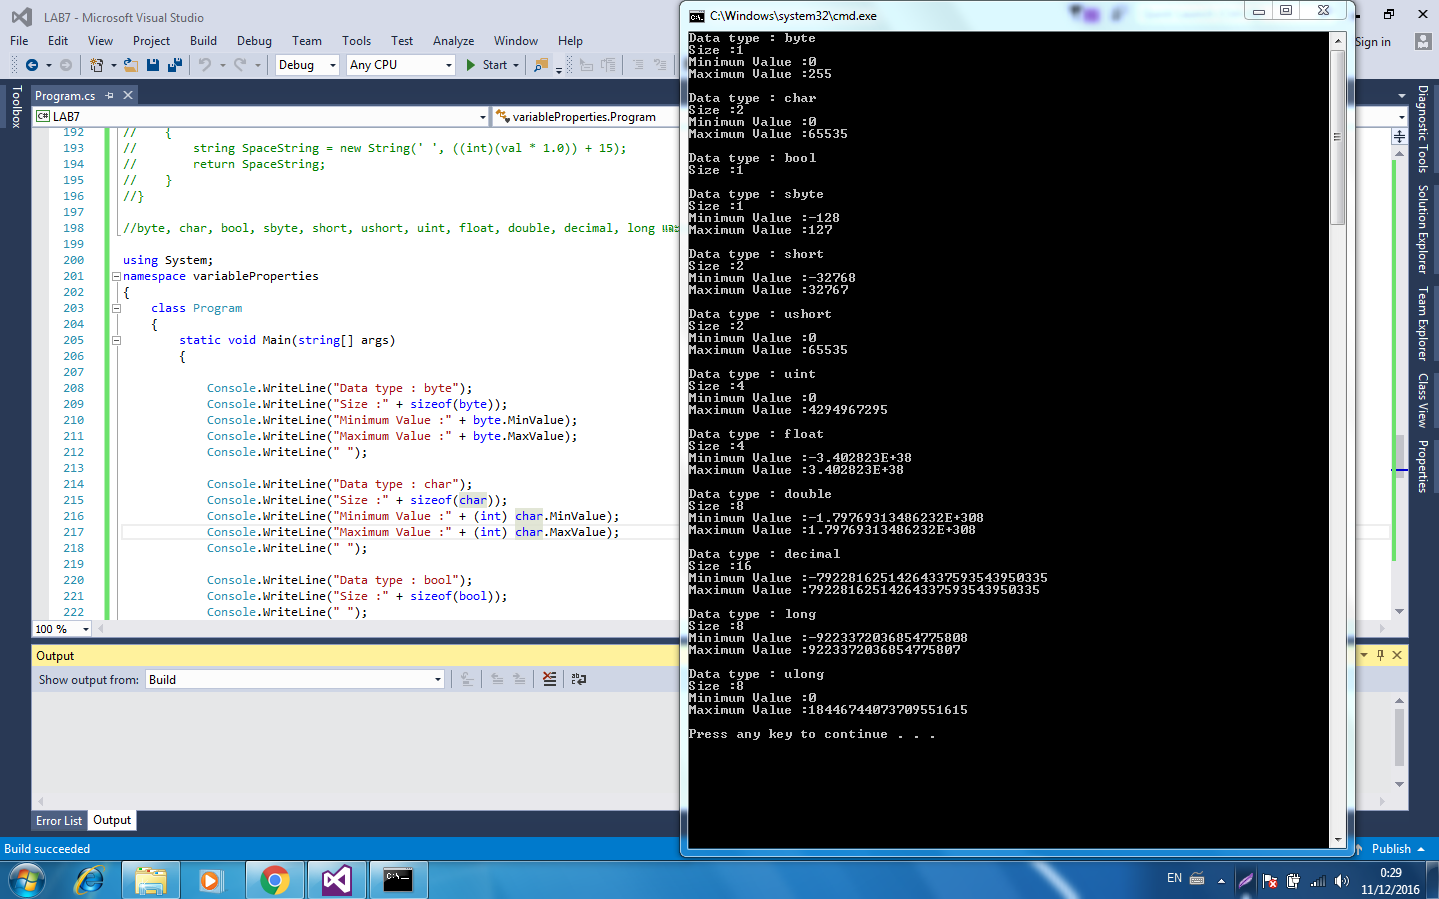 LAB7 - Microsoft Visual Studio
File Edit View Project Build Debug Team Tools Test Analyze Window Help
Sign in
Debug Any CPU Start
Toolbox
Program.cs
LAB7
variableProperties.Program
192 // {
193 // string SpaceString = new String(' ', ((int)(val * 1.0)) + 15);
194 // return SpaceString;
195 // }
196 //}
197
198 //byte, char, bool, sbyte, short, ushort, uint, float, double, decimal, long และ
199
200 using System;
201 namespace variableProperties
202 {
203 class Program
204 {
205 static void Main(string[] args)
206 {
207
208 Console.WriteLine("Data type : byte");
209 Console.WriteLine("Size :" + sizeof(byte));
210 Console.WriteLine("Minimum Value :" + byte.MinValue);
211 Console.WriteLine("Maximum Value :" + byte.MaxValue);
212 Console.WriteLine(" ");
213
214 Console.WriteLine("Data type : char");
215 Console.WriteLine("Size :" + sizeof(char));
216 Console.WriteLine("Minimum Value :" + (int) char.MinValue);
217 Console.WriteLine("Maximum Value :" + (int) char.MaxValue);
218 Console.WriteLine(" ");
219
220 Console.WriteLine("Data type : bool");
221 Console.WriteLine("Size :" + sizeof(bool));
222 Console.WriteLine(" ");
100 %
Output
Show output from: Build
Error List Output
Build succeeded
C:\Windows\system32\cmd.exe
C:\.
Data type : byte
Size :1
Minimum Value :0
Maximum Value :255
Data type : char
Size :2
Minimum Value :0
Maximum Value :65535
Data type : bool
Size :1
Data type : sbyte
Size :1
Minimum Value :-128
Maximum Value :127
Data type : short
Size :2
Minimum Value :-32768
Maximum Value :32767
Data type : ushort
Size :2
Minimum Value :0
Maximum Value :65535
Data type : uint
Size :4
Minimum Value :0
Maximum Value :4294967295
Data type : float
Size :4
Minimum Value :-3.402823E+38
Maximum Value :3.402823E+38
Data type : double
Size :8
Minimum Value :-1.79769313486232E+308
Maximum Value :1.79769313486232E+308
Data type : decimal
Size :16
Minimum Value :-79228162514264337593543950335
Maximum Value :79228162514264337593543950335
Data type : long
Size :8
Minimum Value :-9223372036854775808
Maximum Value :9223372036854775807
Data type : ulong
Size :8
Minimum Value :0
Maximum Value :18446744073709551615
Press any key to continue . . .
Diagnostic Tools
Solution Explorer
Team Explorer
Class View
Properties
Publish
EN
0:29
11/12/2016